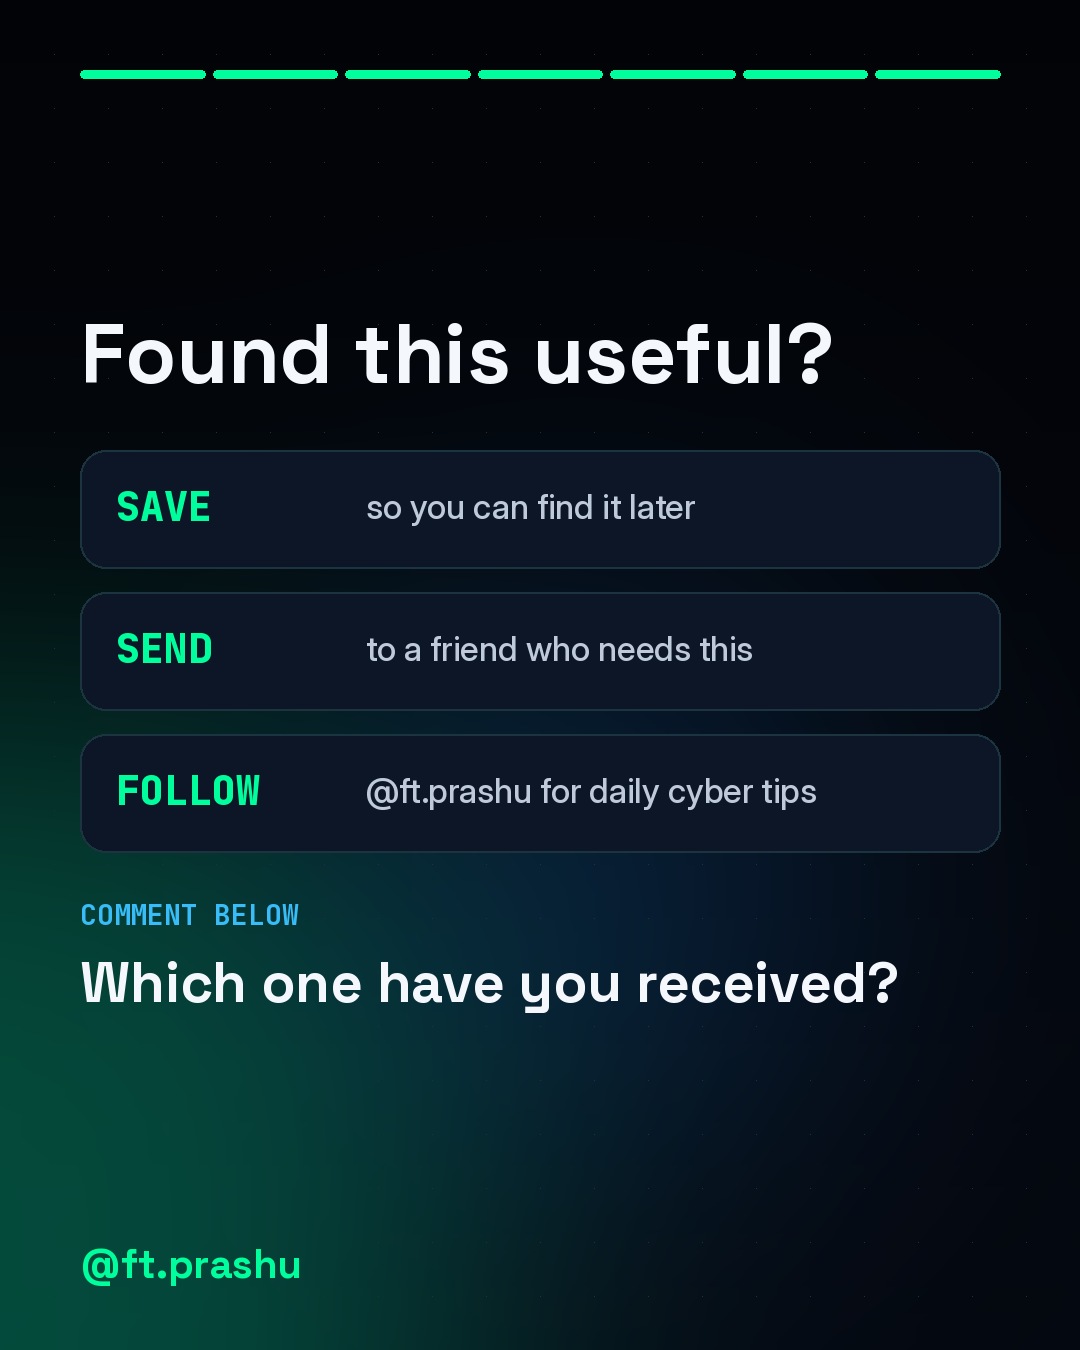 Found this useful?
SAVE so you can find it later
SEND to a friend who needs this
FOLLOW @ft.prashu for daily cyber tips
COMMENT BELOW
Which one have you received?
@ft.prashu